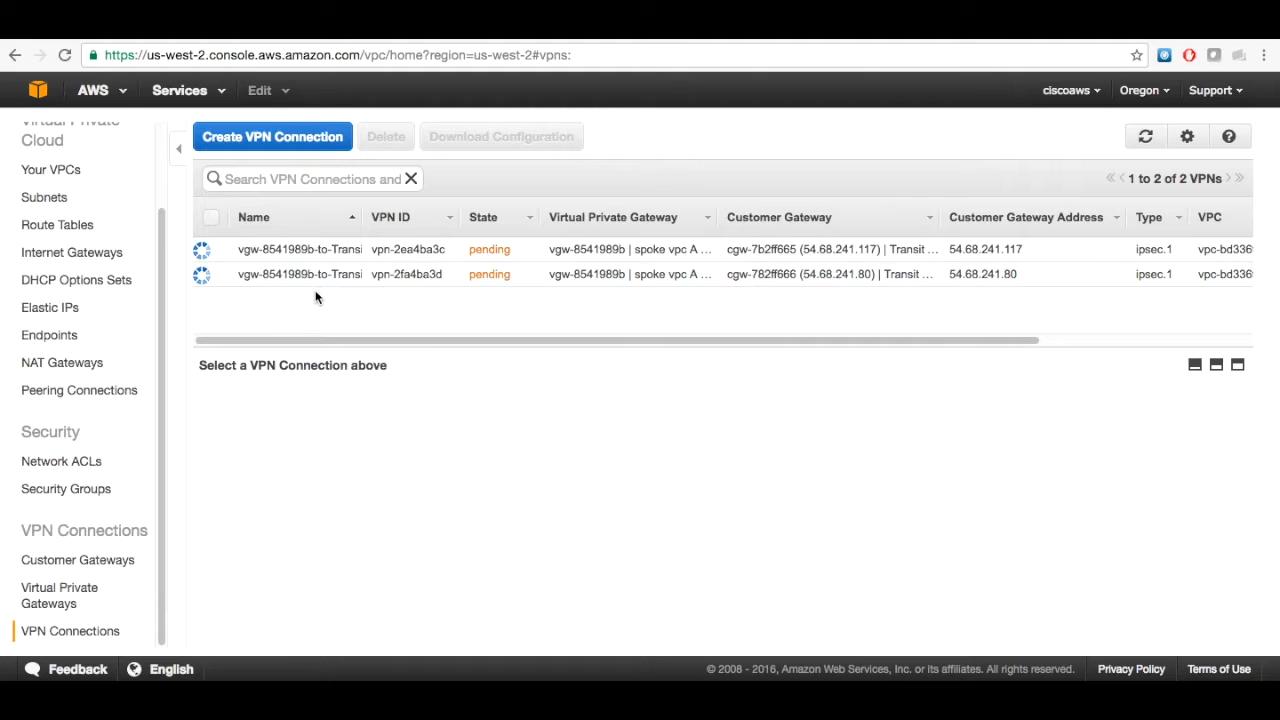 https://us-west-2.console.aws.amazon.com/vpc/home?region=us-west-2#vpns:
AWS Services Edit ciscoaws Oregon Support
Virtual Private
Cloud
Your VPCs
Subnets
Route Tables
Internet Gateways
DHCP Option Sets
Elastic IPs
Endpoints
NAT Gateways
Peering Connections
Security
Network ACLs
Security Groups
VPN Connections
Customer Gateways
Virtual Private
Gateways
VPN Connections
Create VPN Connection Delete Download Configuration
Search VPN Connections and 1 to 2 of 2 VPNs
Name VPN ID State Virtual Private Gateway Customer Gateway Customer Gateway Address Type VPC
vgw-8541989b-to-Transi vpn-2ea4ba3c pending vgw-8541989b | spoke vpc A ... cgw-7b2ff665 (54.68.241.117) | Transit ... 54.68.241.117 ipsec.1 vpc-bd336
vgw-8541989b-to-Transi vpn-2fa4ba3d pending vgw-8541989b | spoke vpc A ... cgw-782ff666 (54.68.241.80) | Transit ... 54.68.241.80 ipsec.1 vpc-bd336
Select a VPN Connection above
Feedback English © 2008 - 2016, Amazon Web Services, Inc. or its affiliates. All rights reserved. Privacy Policy Terms of Use